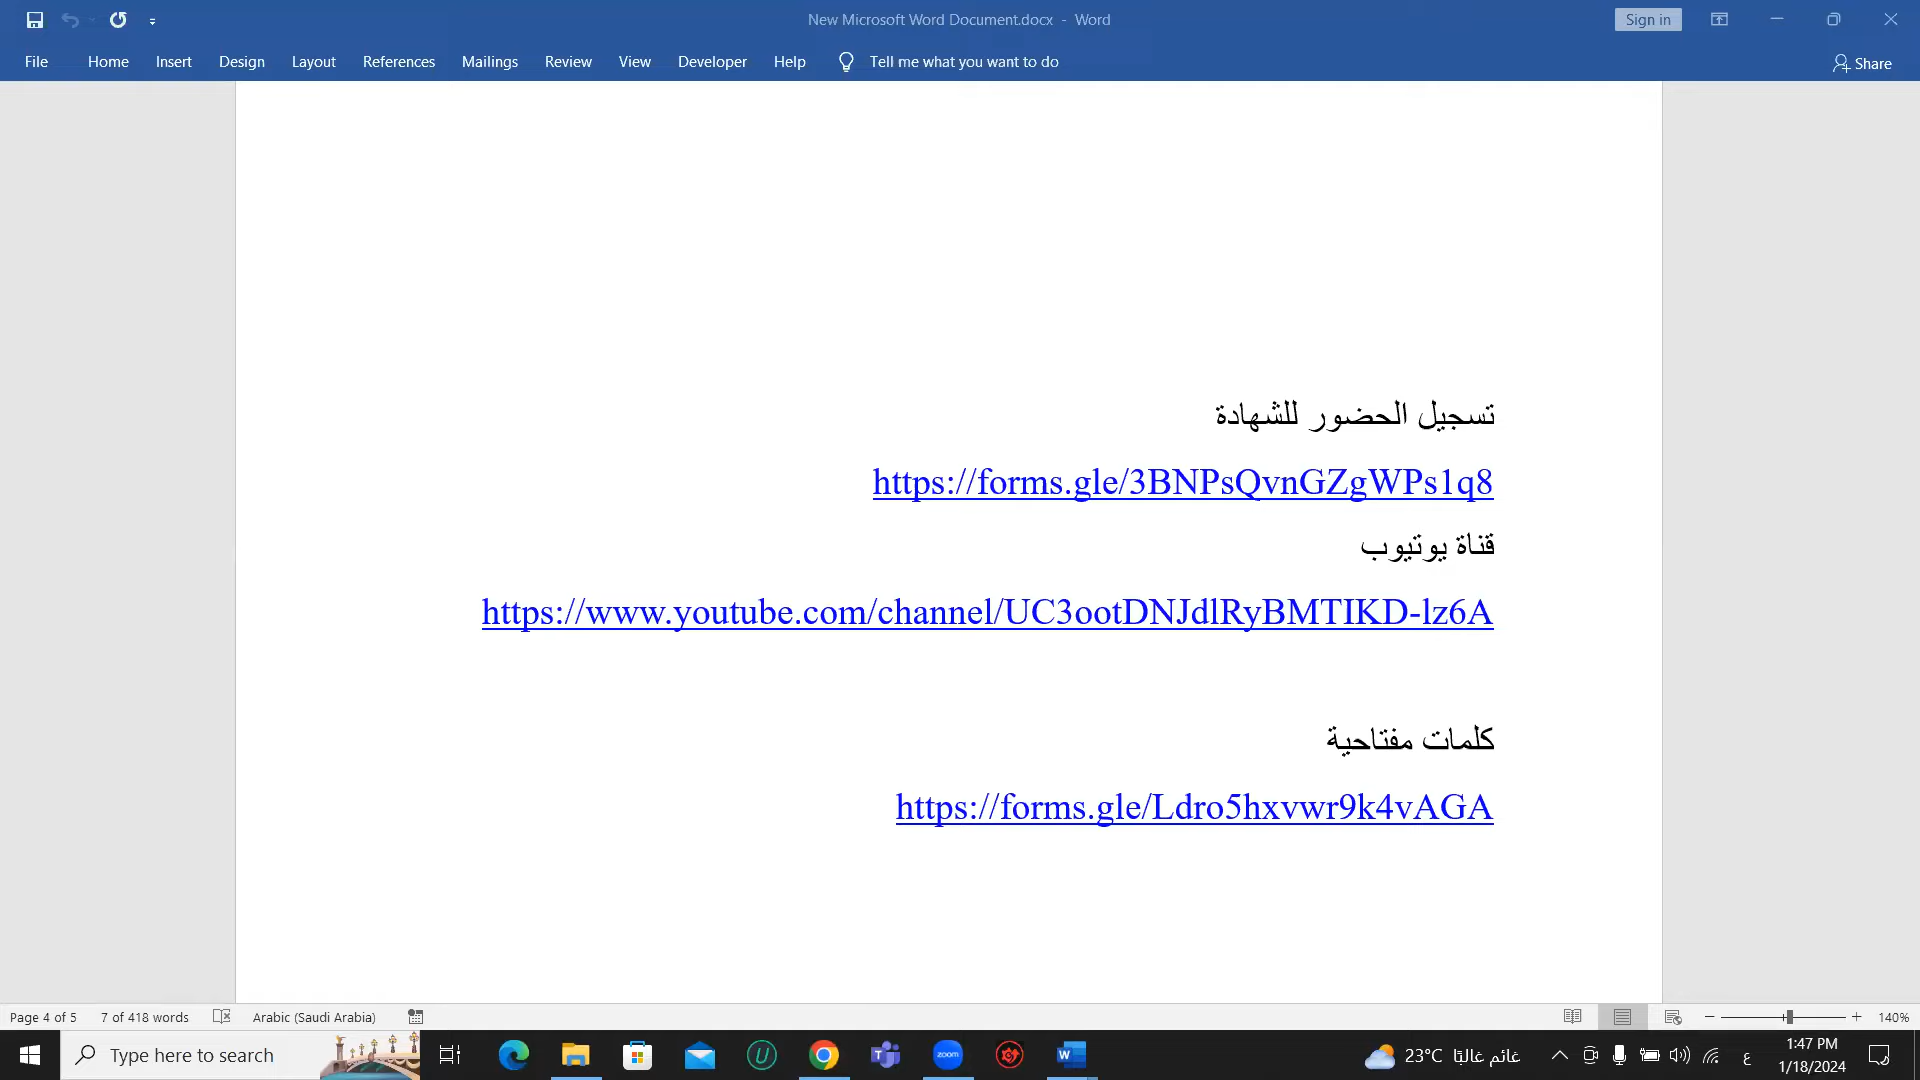 New Microsoft Word Document.docx - Word
Sign in
File Home Insert Design Layout References Mailings Review View Developer Help Tell me what you want to do
Share
تسجيل الحضور للشهادة
https://forms.gle/3BNPsQvnGZgWPs1q8
قناة يوتيوب
https://www.youtube.com/channel/UC3ootDNJdlRyBMTIKD-lz6A
كلمات مفتاحية
https://forms.gle/Ldro5hxvwr9k4vAGA
Page 4 of 5 7 of 418 words Arabic (Saudi Arabia) 140%
Type here to search
zoom
23°C غائم غالبًا
ع
1:47 PM
1/18/2024